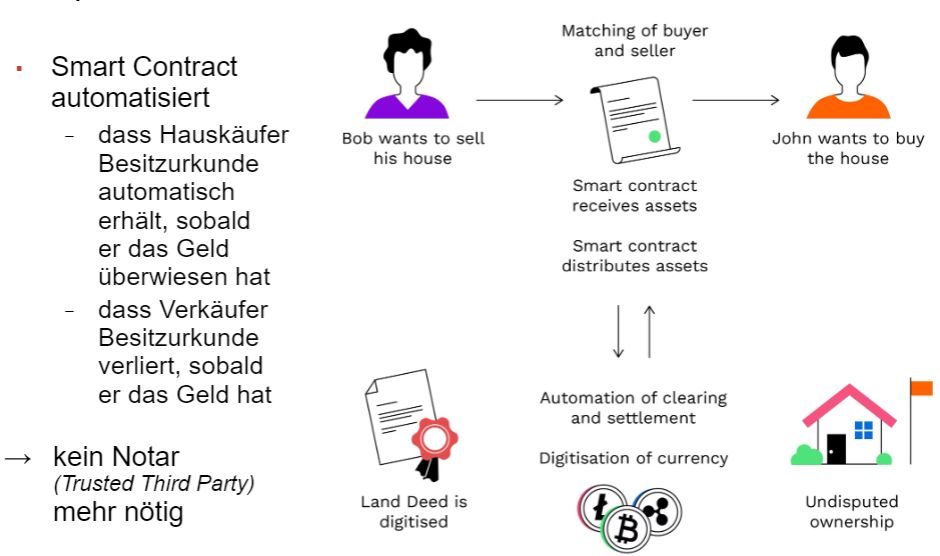 Smart Contract
automatisiert
– dass Hauskäufer
Besitzurkunde
automatisch
erhält, sobald
er das Geld
überwiesen hat
– dass Verkäufer
Besitzurkunde
verliert, sobald
er das Geld hat
→ kein Notar
(Trusted Third Party)
mehr nötig
Matching of buyer
and seller
Bob wants to sell
his house
John wants to buy
the house
Smart contract
receives assets
Smart contract
distributes assets
Automation of clearing
and settlement
Digitisation of currency
Land Deed is
digitised
Undisputed
ownership